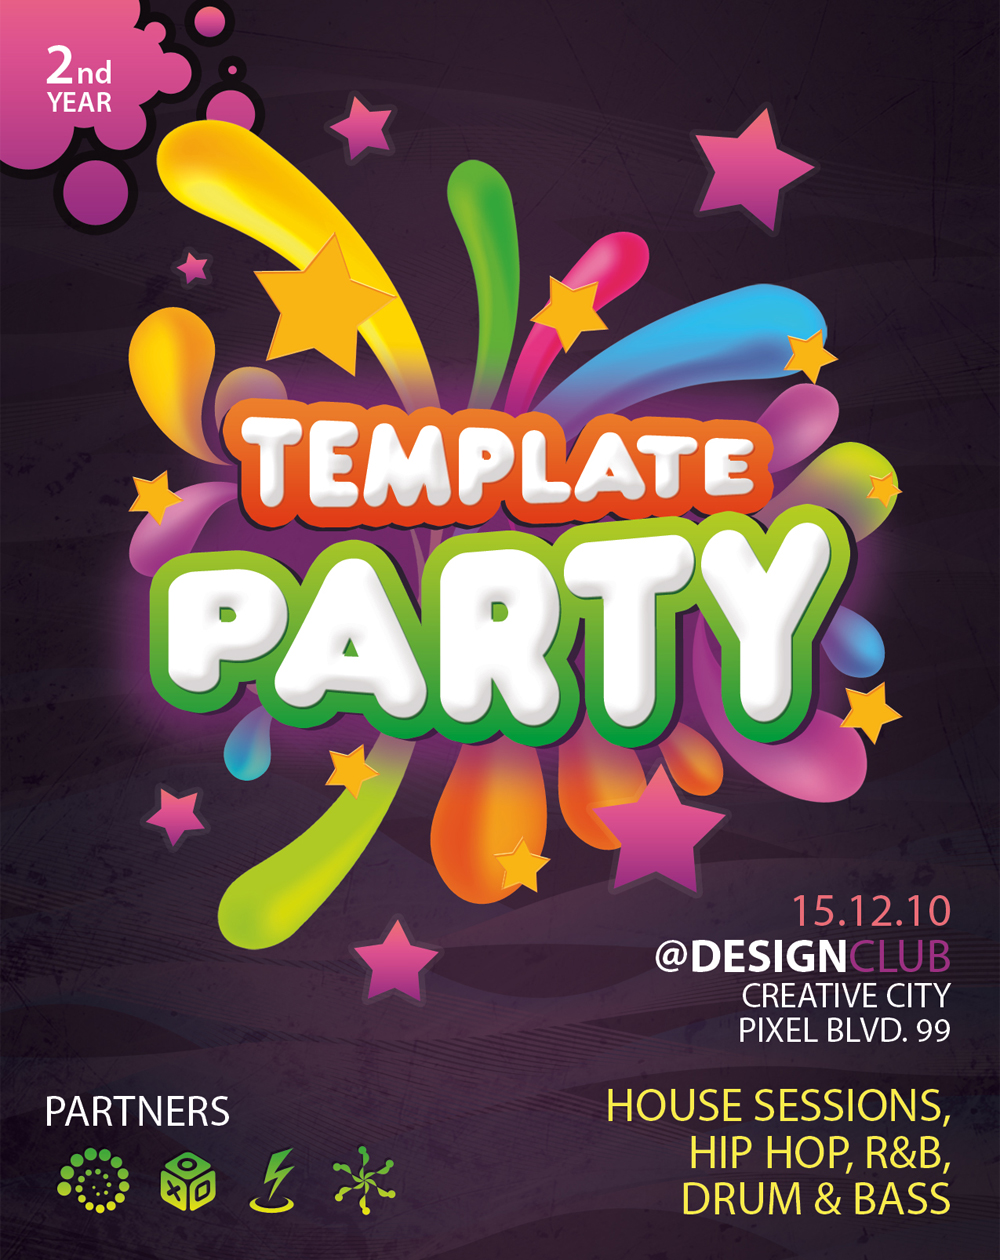 2nd
YEAR
TEMPLATE
PARTY
15.12.10
@DESIGNCLUB
CREATIVE CITY
PIXEL BLVD. 99
PARTNERS
HOUSE SESSIONS,
HIP HOP, R&B,
DRUM & BASS